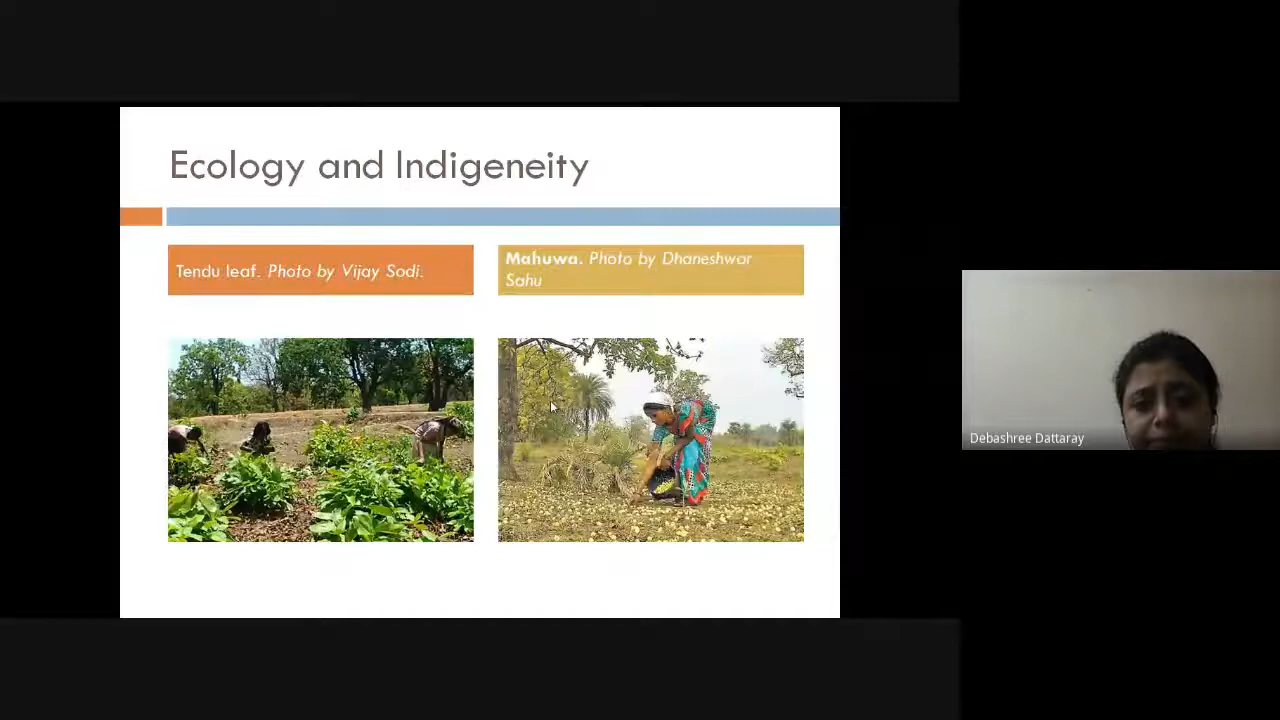 Ecology and Indigeneity
Tendu leaf. Photo by Vijay Sodi.
Mahuwa. Photo by Dhaneshwar
Sahu
Debashree Dattaray